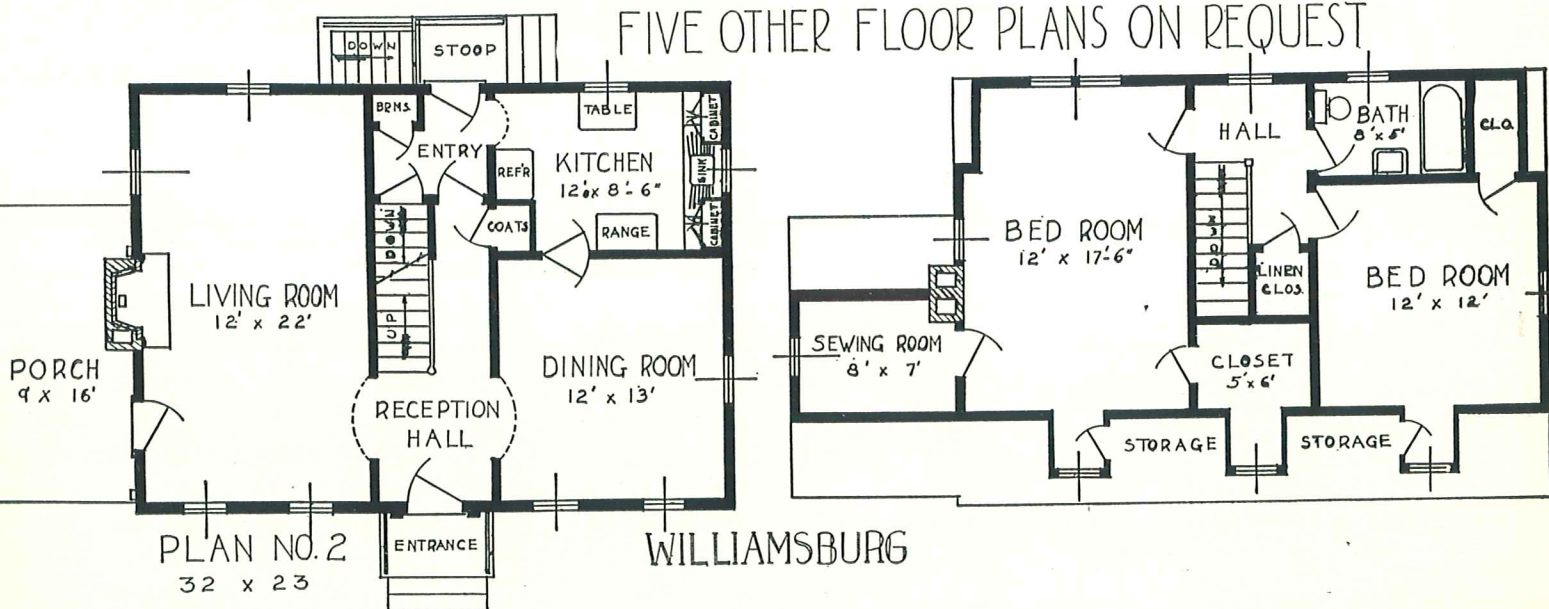 FIVE OTHER FLOOR PLANS ON REQUEST
DOWN
STOOP
BRMS.
ENTRY
TABLE
REF'R
KITCHEN
12' x 8'-6"
CABINET
SINK
CABINET
COATS
RANGE
DOWN
UP
LIVING ROOM
12' x 22'
PORCH
9 x 16'
RECEPTION
HALL
DINING ROOM
12' x 13'
ENTRANCE
PLAN NO. 2
32 x 23
WILLIAMSBURG
BED ROOM
12' x 17'-6"
HALL
BATH
8' x 5'
CLO.
DOWN
LINEN
CLOS.
BED ROOM
12' x 12'
SEWING ROOM
8' x 7'
CLOSET
5' x 6'
STORAGE
STORAGE